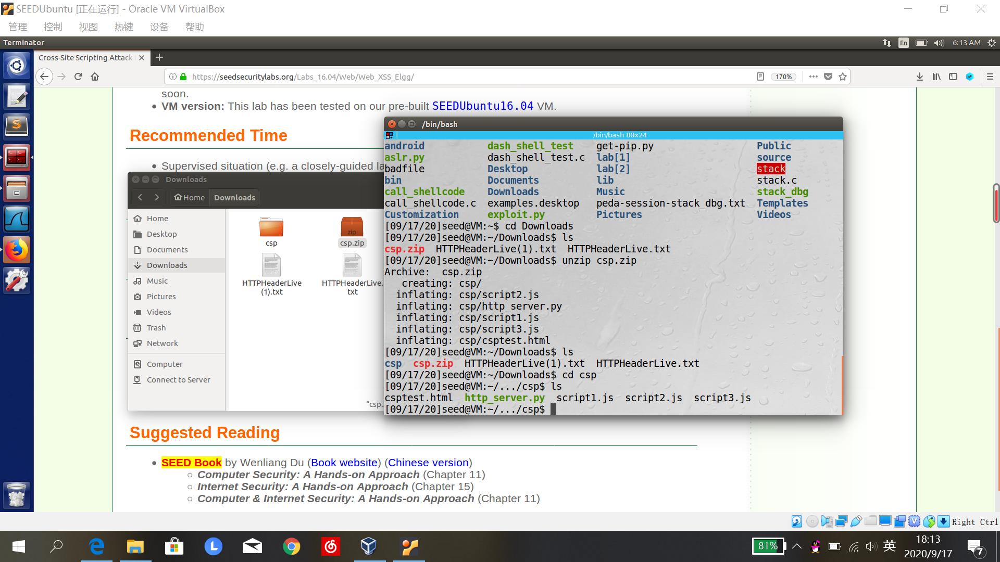 SEEDUbuntu [正在运行] - Oracle VM VirtualBox
管理 控制 视图 热键 设备 帮助
Terminator
En 6:13 AM
Cross-Site Scripting Attack
https://seedsecuritylabs.org/Labs_16.04/Web/Web_XSS_Elgg/ 170%
soon.
VM version: This lab has been tested on our pre-built SEEDUbuntu16.04 VM.
Recommended Time
Supervised situation (e.g. a closely-guided la
Downloads
Home Downloads
Home
Desktop
Documents
Downloads
Music
Pictures
Videos
Trash
Network
Computer
Connect to Server
zip
csp csp.zip
HTTPHeaderLive (1).txt
HTTPHeaderLive. txt
“csp.
/bin/bash
/bin/bash 80x24
android dash_shell_test get-pip.py Public
aslr.py dash_shell_test.c lab[1] source
badfile Desktop lab[2] stack
bin Documents lib stack.c
call_shellcode Downloads Music stack_dbg
call_shellcode.c examples.desktop peda-session-stack_dbg.txt Templates
Customization exploit.py Pictures Videos
[09/17/20]seed@VM:~$ cd Downloads
[09/17/20]seed@VM:~/Downloads$ ls
csp.zip HTTPHeaderLive(1).txt HTTPHeaderLive.txt
[09/17/20]seed@VM:~/Downloads$ unzip csp.zip
Archive:  csp.zip
creating: csp/
inflating: csp/script2.js
inflating: csp/http_server.py
inflating: csp/script1.js
inflating: csp/script3.js
inflating: csp/csptest.html
[09/17/20]seed@VM:~/Downloads$ ls
csp csp.zip HTTPHeaderLive(1).txt HTTPHeaderLive.txt
[09/17/20]seed@VM:~/Downloads$ cd csp
[09/17/20]seed@VM:~/.../csp$ ls
csptest.html http_server.py script1.js script2.js script3.js
[09/17/20]seed@VM:~/.../csp$
Suggested Reading
SEED Book by Wenliang Du (Book website) (Chinese version)
Computer Security: A Hands-on Approach (Chapter 11)
Internet Security: A Hands-on Approach (Chapter 15)
Computer & Internet Security: A Hands-on Approach (Chapter 11)
Right Ctrl
81% 英 18:13
2020/9/17 7